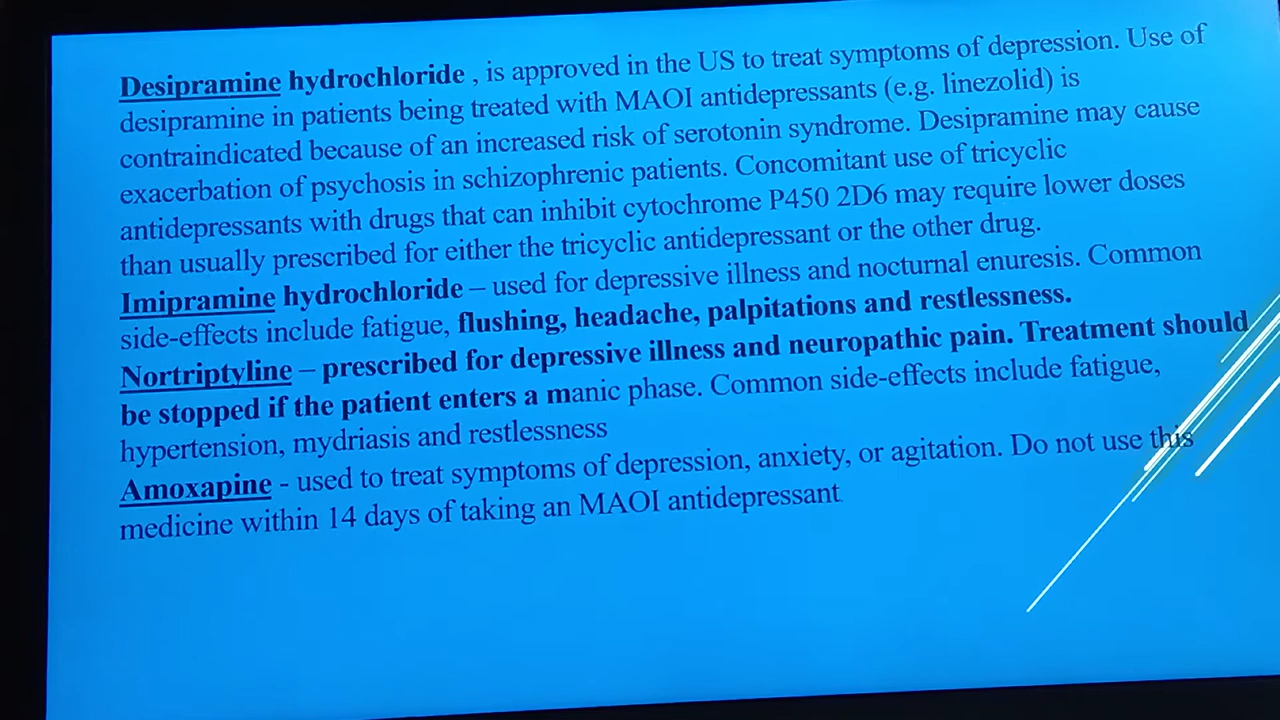 Desipramine hydrochloride , is approved in the US to treat symptoms of depression. Use of
desipramine in patients being treated with MAOI antidepressants (e.g. linezolid) is
contraindicated because of an increased risk of serotonin syndrome. Desipramine may cause
exacerbation of psychosis in schizophrenic patients. Concomitant use of tricyclic
antidepressants with drugs that can inhibit cytochrome P450 2D6 may require lower doses
than usually prescribed for either the tricyclic antidepressant or the other drug.
Imipramine hydrochloride – used for depressive illness and nocturnal enuresis. Common
side-effects include fatigue, flushing, headache, palpitations and restlessness.
Nortriptyline – prescribed for depressive illness and neuropathic pain. Treatment should
be stopped if the patient enters a manic phase. Common side-effects include fatigue,
hypertension, mydriasis and restlessness
Amoxapine - used to treat symptoms of depression, anxiety, or agitation. Do not use this
medicine within 14 days of taking an MAOI antidepressant